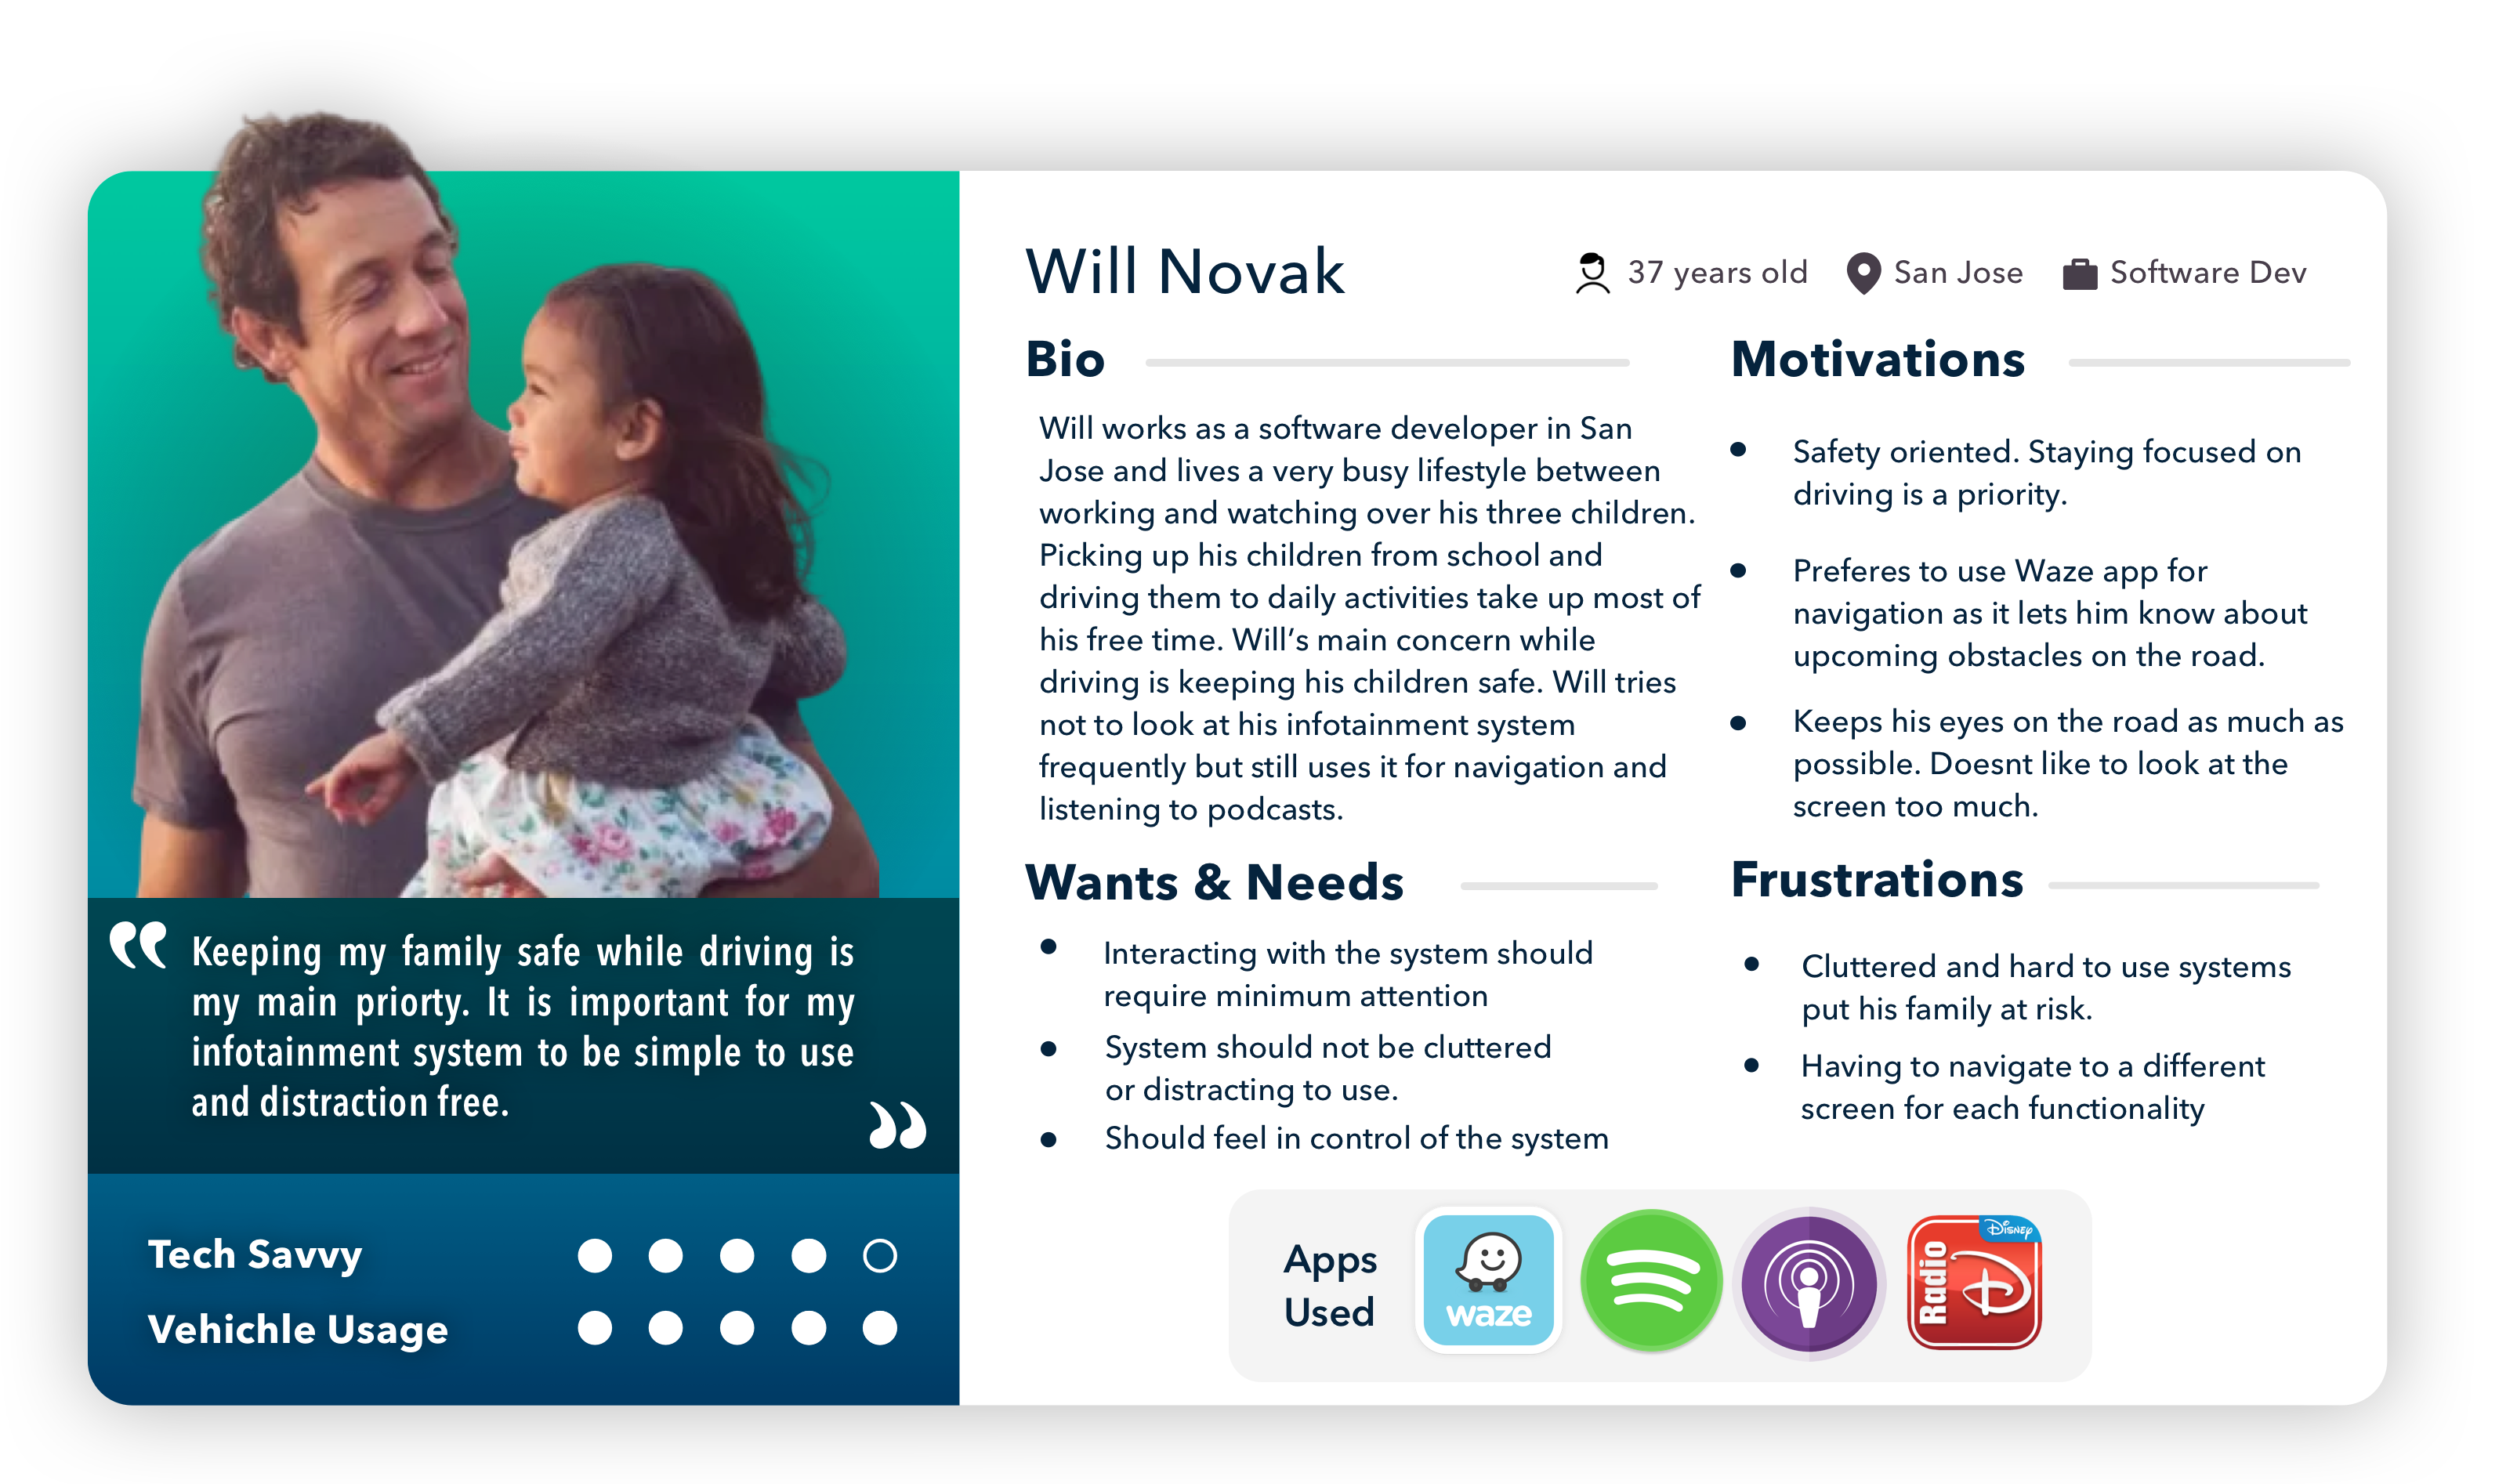 Will Novak
37 years old
San Jose
Software Dev
Bio
Will works as a software developer in San
Jose and lives a very busy lifestyle between
working and watching over his three children.
Picking up his children from school and
driving them to daily activities take up most of
his free time. Will’s main concern while
driving is keeping his children safe. Will tries
not to look at his infotainment system
frequently but still uses it for navigation and
listening to podcasts.
Motivations
Safety oriented. Staying focused on
driving is a priority.
Preferes to use Waze app for
navigation as it lets him know about
upcoming obstacles on the road.
Keeps his eyes on the road as much as
possible. Doesnt like to look at the
screen too much.
Wants & Needs
Interacting with the system should
require minimum attention
System should not be cluttered
or distracting to use.
Should feel in control of the system
Frustrations
Cluttered and hard to use systems
put his family at risk.
Having to navigate to a different
screen for each functionality
“Keeping my family safe while driving is
my main priorty. It is important for my
infotainment system to be simple to use
and distraction free.”
Tech Savvy
Vehichle Usage
Apps
Used
waze
Radio
Disney
D